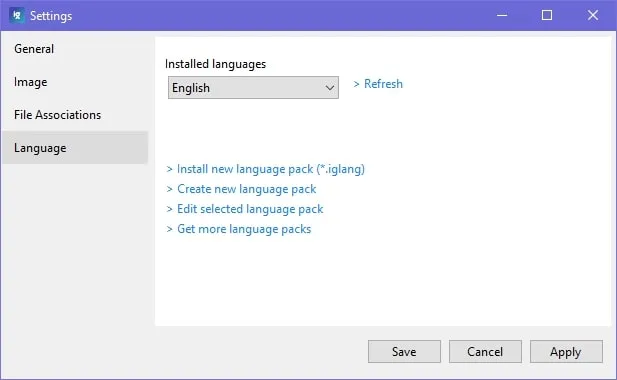 Settings
General
Image
File Associations
Language
Installed languages
English
> Refresh
> Install new language pack (*.iglang)
> Create new language pack
> Edit selected language pack
> Get more language packs
Save
Cancel
Apply